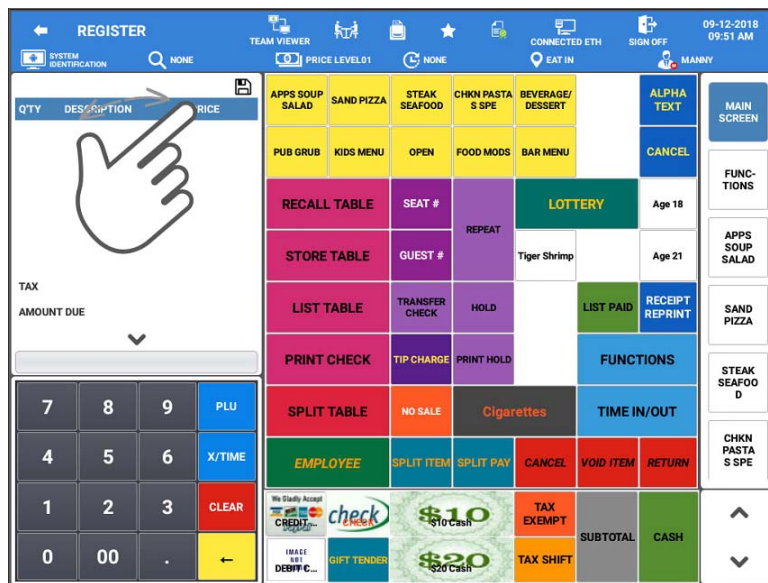 REGISTER
TEAM VIEWER
CONNECTED ETH
SIGN OFF
09-12-2018
09:51 AM
SYSTEM
IDENTIFICATION
NONE
PRICE LEVEL01
NONE
EAT IN
MANNY
Q'TY DESCRIPTION RICE
TAX
AMOUNT DUE
7 8 9 PLU
4 5 6 X/TIME
1 2 3 CLEAR
0 00 . ←
APPS SOUP
SALAD
SAND PIZZA
STEAK
SEAFOOD
CHKN PASTA
S SPE
BEVERAGE/
DESSERT
ALPHA
TEXT
PUB GRUB
KIDS MENU
OPEN
FOOD MODS
BAR MENU
CANCEL
RECALL TABLE
SEAT #
REPEAT
LOTTERY
Age 18
STORE TABLE
GUEST #
Tiger Shrimp
Age 21
LIST TABLE
TRANSFER
CHECK
HOLD
LIST PAID
RECEIPT
REPRINT
PRINT CHECK
TIP CHARGE
PRINT HOLD
FUNCTIONS
SPLIT TABLE
NO SALE
Cigarettes
TIME IN/OUT
EMPLOYEE
SPLIT ITEM
SPLIT PAY
CANCEL
VOID ITEM
RETURN
We Gladly Accept
CREDIT...
check
CHECK
$10
$10 Cash
TAX
EXEMPT
SUBTOTAL
CASH
IMAGE
NOT
DEBIT C...
GIFT TENDER
$20
$20 Cash
TAX SHIFT
MAIN
SCREEN
FUNC-
TIONS
APPS
SOUP
SALAD
SAND
PIZZA
STEAK
SEAFOO
D
CHKN
PASTA
S SPE